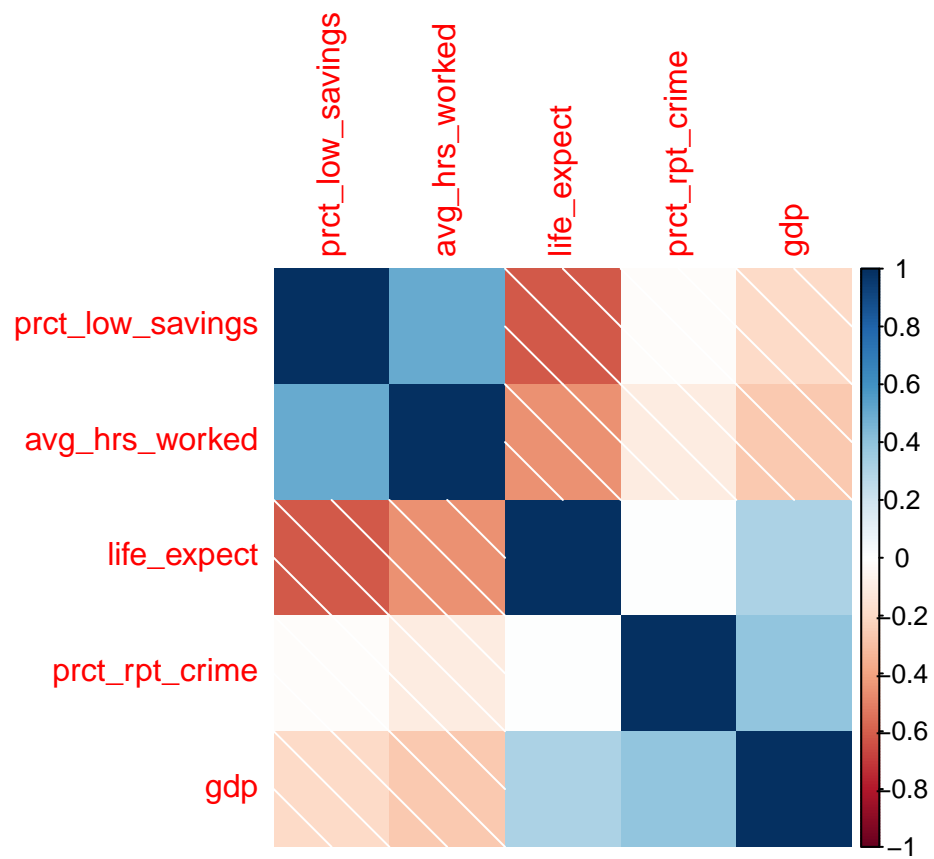 prct_low_savings
avg_hrs_worked
life_expect
prct_rpt_crime
gdp
prct_low_savings
avg_hrs_worked
life_expect
prct_rpt_crime
gdp
1
0.8
0.6
0.4
0.2
0
−0.2
−0.4
−0.6
−0.8
−1